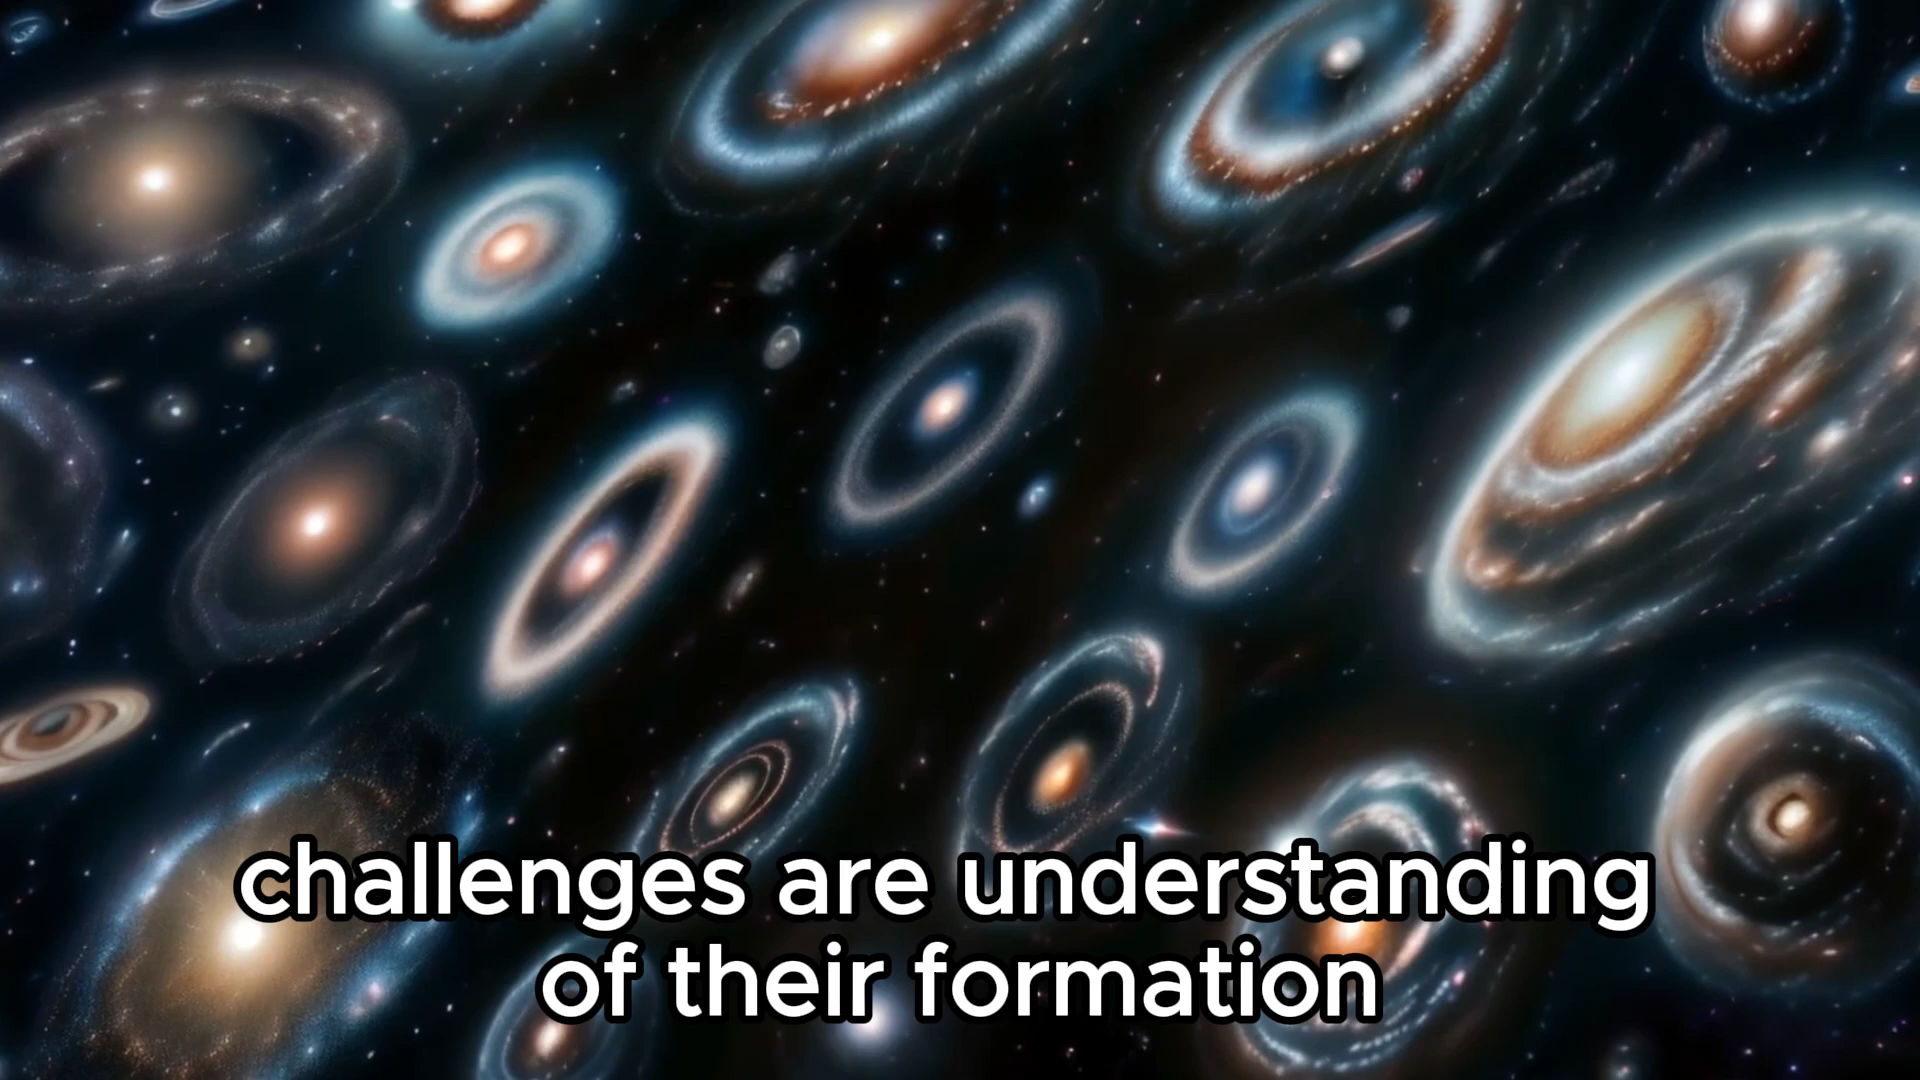 challenges are understanding
of their formation